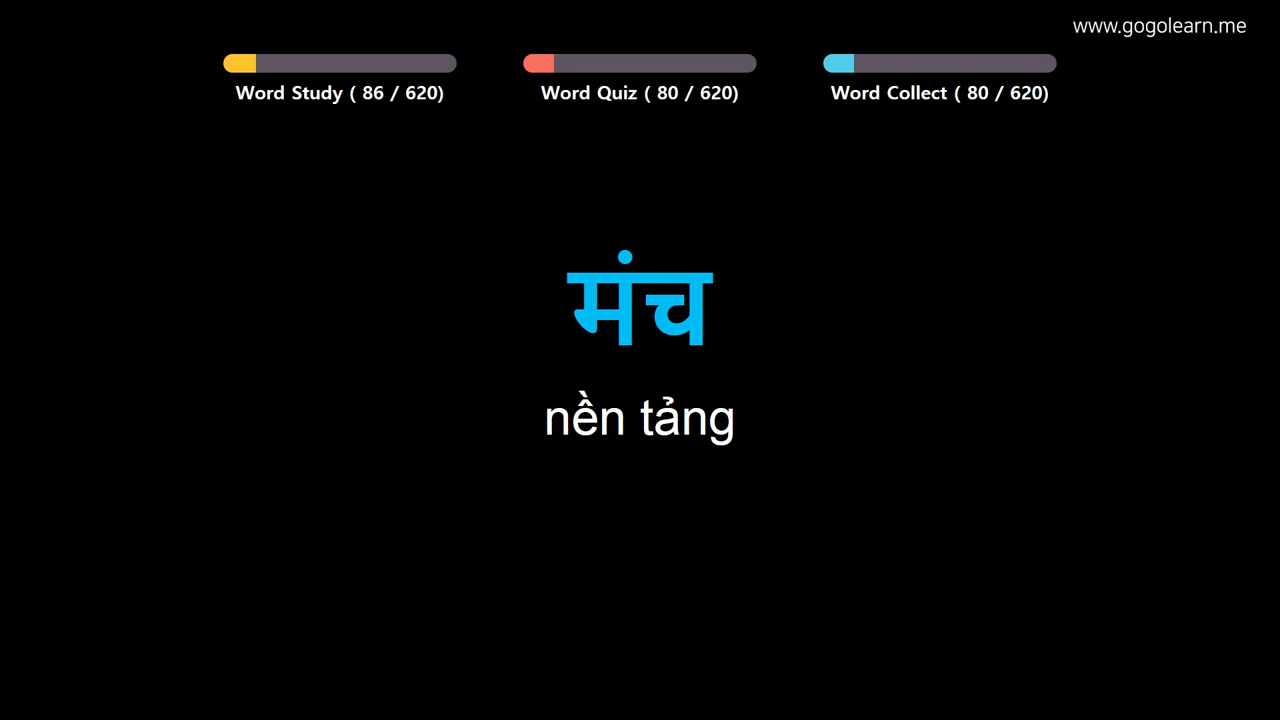 www.gogolearn.me
Word Study ( 86 / 620)
Word Quiz ( 80 / 620)
Word Collect ( 80 / 620)
मंच
nền tảng